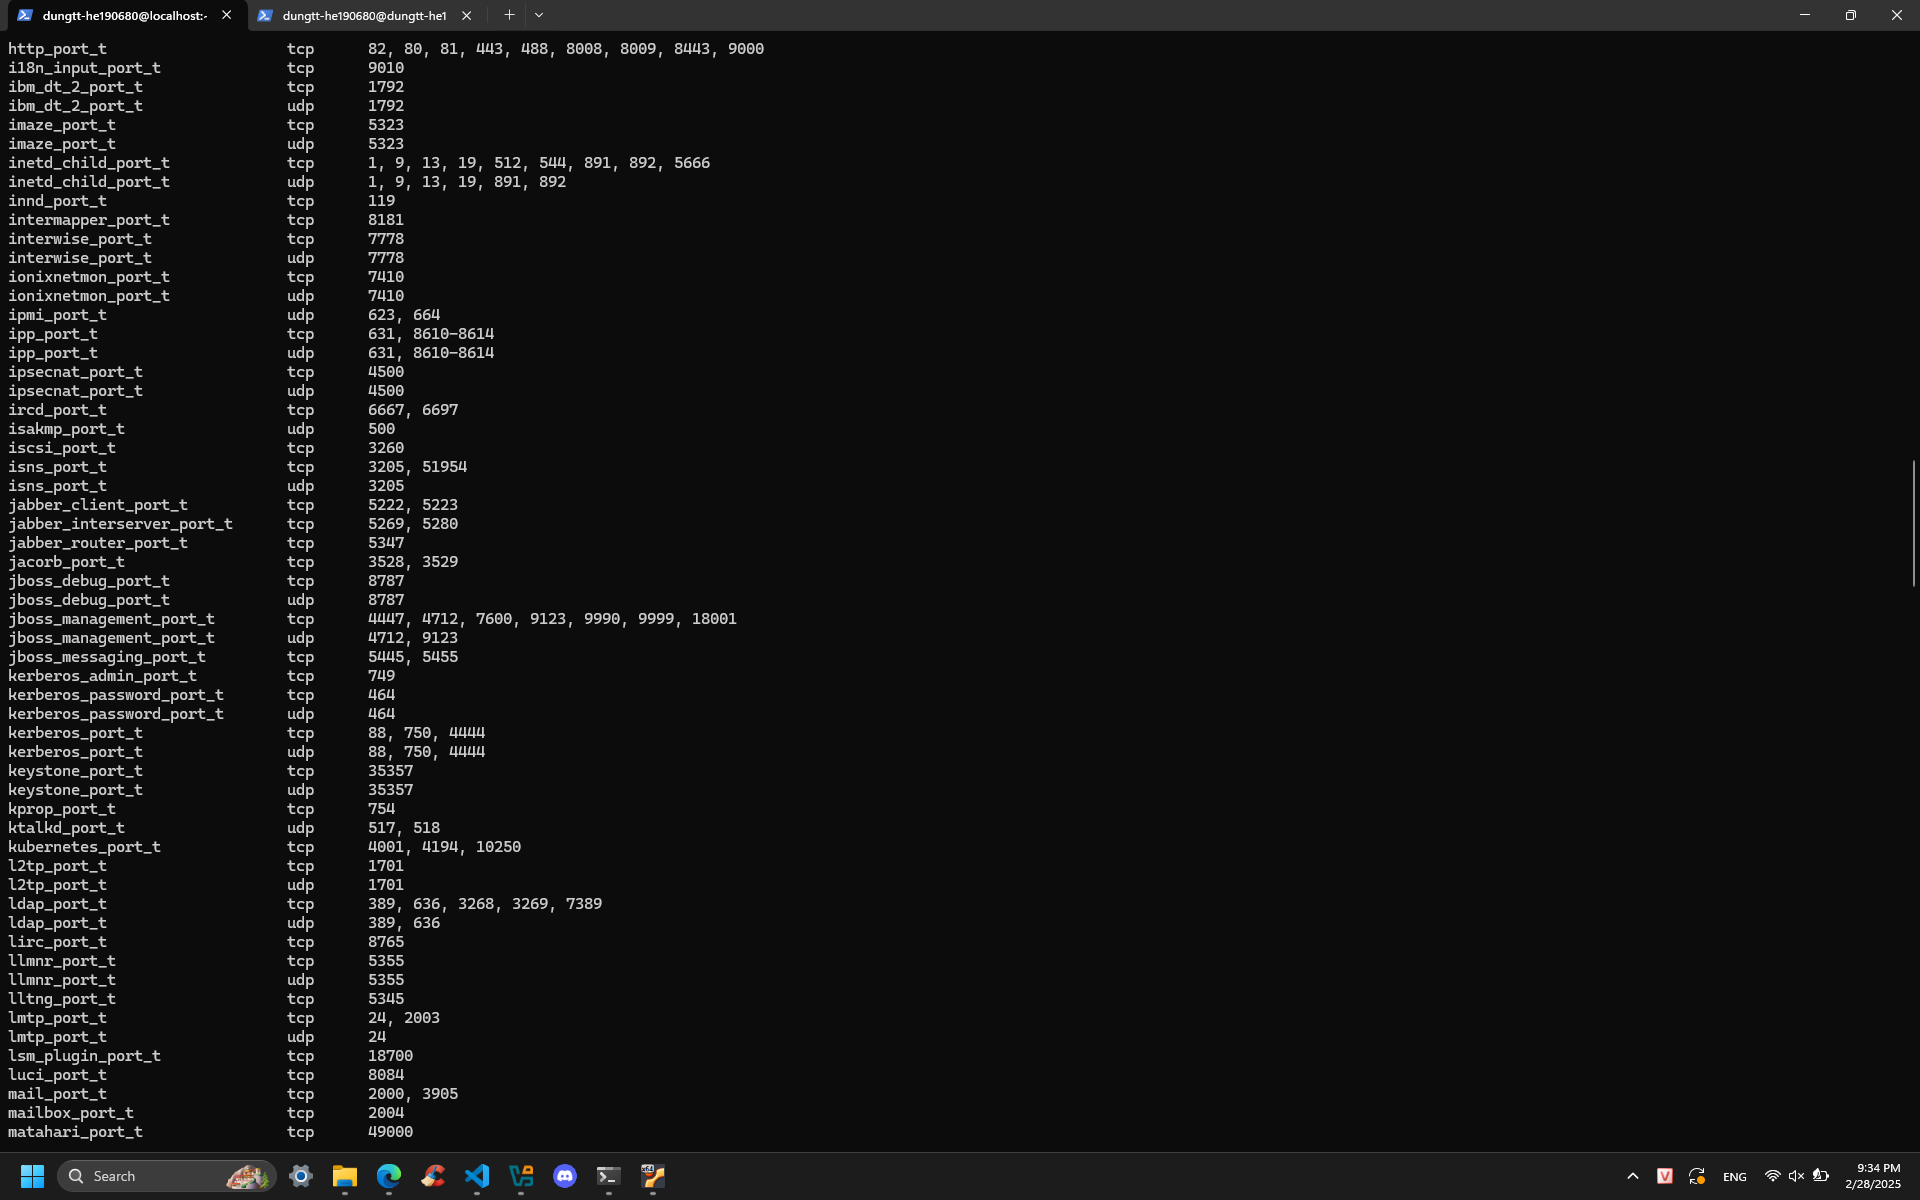 dungtt-he190680@localhost:- dungtt-he190680@dungtt-he1
http_port_t tcp 82, 80, 81, 443, 488, 8008, 8009, 8443, 9000
i18n_input_port_t tcp 9010
ibm_dt_2_port_t tcp 1792
ibm_dt_2_port_t udp 1792
imaze_port_t tcp 5323
imaze_port_t udp 5323
inetd_child_port_t tcp 1, 9, 13, 19, 512, 544, 891, 892, 5666
inetd_child_port_t udp 1, 9, 13, 19, 891, 892
innd_port_t tcp 119
intermapper_port_t tcp 8181
interwise_port_t tcp 7778
interwise_port_t udp 7778
ionixnetmon_port_t tcp 7410
ionixnetmon_port_t udp 7410
ipmi_port_t udp 623, 664
ipp_port_t tcp 631, 8610-8614
ipp_port_t udp 631, 8610-8614
ipsecnat_port_t tcp 4500
ipsecnat_port_t udp 4500
ircd_port_t tcp 6667, 6697
isakmp_port_t udp 500
iscsi_port_t tcp 3260
isns_port_t tcp 3205, 51954
isns_port_t udp 3205
jabber_client_port_t tcp 5222, 5223
jabber_interserver_port_t tcp 5269, 5280
jabber_router_port_t tcp 5347
jacorb_port_t tcp 3528, 3529
jboss_debug_port_t tcp 8787
jboss_debug_port_t udp 8787
jboss_management_port_t tcp 4447, 4712, 7600, 9123, 9990, 9999, 18001
jboss_management_port_t udp 4712, 9123
jboss_messaging_port_t tcp 5445, 5455
kerberos_admin_port_t tcp 749
kerberos_password_port_t tcp 464
kerberos_password_port_t udp 464
kerberos_port_t tcp 88, 750, 4444
kerberos_port_t udp 88, 750, 4444
keystone_port_t tcp 35357
keystone_port_t udp 35357
kprop_port_t tcp 754
ktalkd_port_t udp 517, 518
kubernetes_port_t tcp 4001, 4194, 10250
l2tp_port_t tcp 1701
l2tp_port_t udp 1701
ldap_port_t tcp 389, 636, 3268, 3269, 7389
ldap_port_t udp 389, 636
lirc_port_t tcp 8765
llmnr_port_t tcp 5355
llmnr_port_t udp 5355
lltng_port_t tcp 5345
lmtp_port_t tcp 24, 2003
lmtp_port_t udp 24
lsm_plugin_port_t tcp 18700
luci_port_t tcp 8084
mail_port_t tcp 2000, 3905
mailbox_port_t tcp 2004
matahari_port_t tcp 49000
Search ENG 9:34 PM
2/28/2025